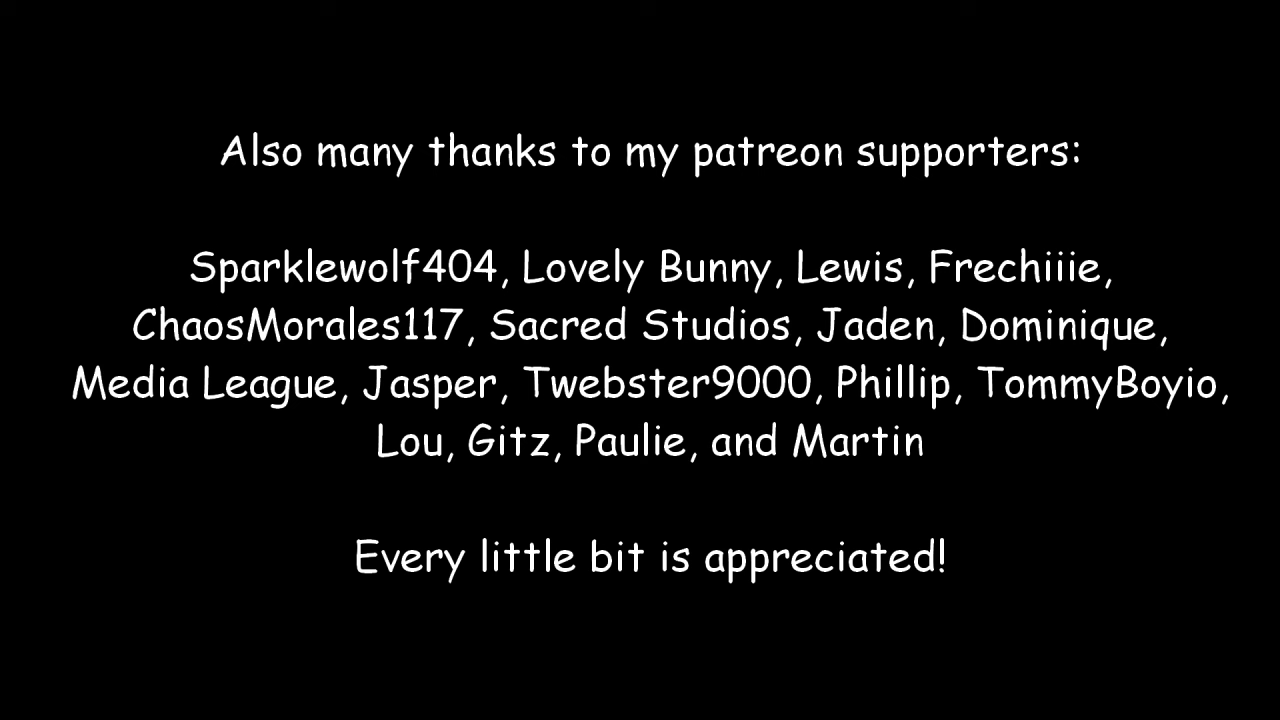 Also many thanks to my patreon supporters:
Sparklewolf404, Lovely Bunny, Lewis, Frechiiie,
ChaosMorales117, Sacred Studios, Jaden, Dominique,
Media League, Jasper, Twebster9000, Phillip, TommyBoyio,
Lou, Gitz, Paulie, and Martin
Every little bit is appreciated!